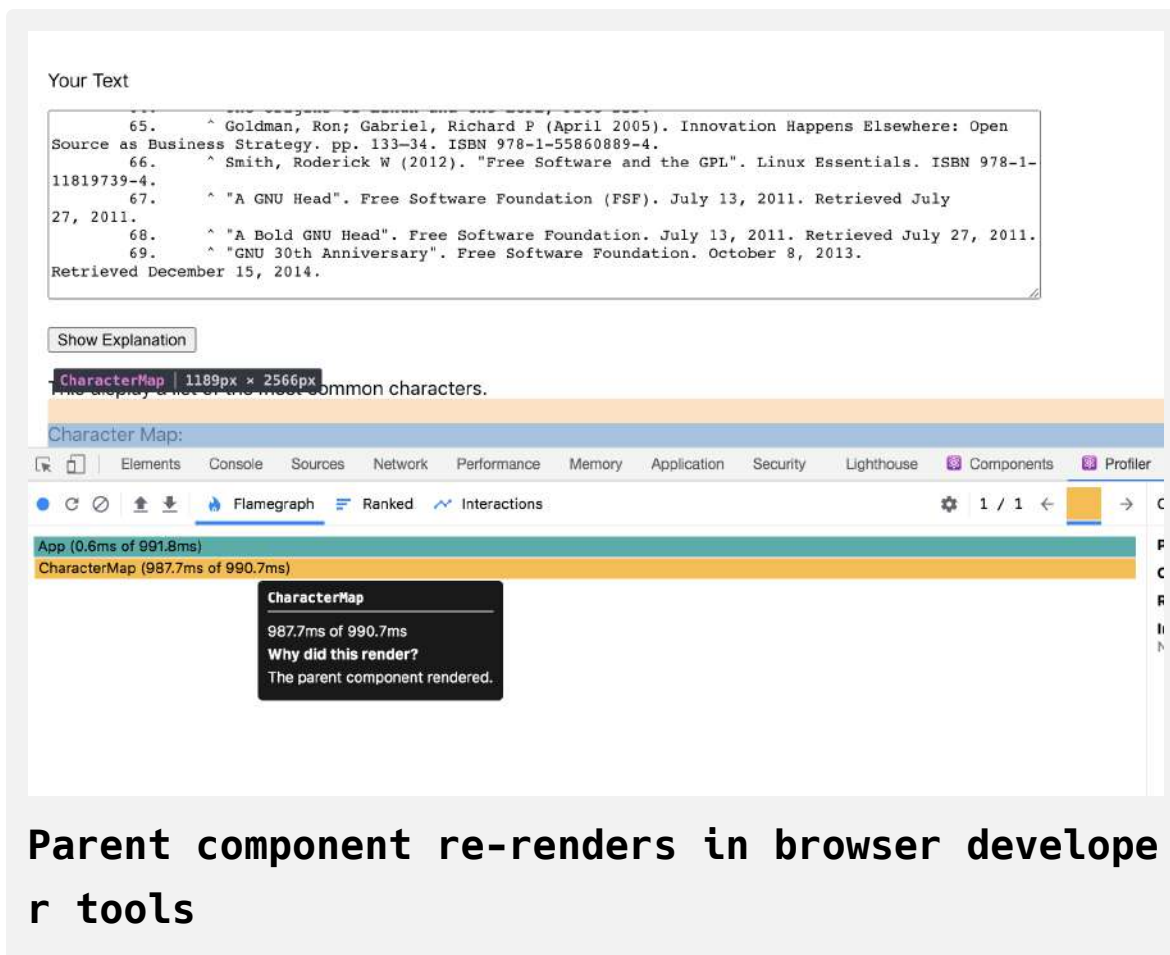 Your Text
65. ^ Goldman, Ron; Gabriel, Richard P (April 2005). Innovation Happens Elsewhere: Open
Source as Business Strategy. pp. 133–34. ISBN 978-1-55860889-4.
66. ^ Smith, Roderick W (2012). "Free Software and the GPL". Linux Essentials. ISBN 978-1-
11819739-4.
67. ^ "A GNU Head". Free Software Foundation (FSF). July 13, 2011. Retrieved July
27, 2011.
68. ^ "A Bold GNU Head". Free Software Foundation. July 13, 2011. Retrieved July 27, 2011.
69. ^ "GNU 30th Anniversary". Free Software Foundation. October 8, 2013.
Retrieved December 15, 2014.
Show Explanation
CharacterMap | 1189px × 2566px
common characters.
Character Map:
Elements Console Sources Network Performance Memory Application Security Lighthouse Components Profiler
Flamegraph Ranked Interactions 1 / 1
App (0.6ms of 991.8ms)
CharacterMap (987.7ms of 990.7ms)
CharacterMap
987.7ms of 990.7ms
Why did this render?
The parent component rendered.
Parent component re-renders in browser develope
r tools